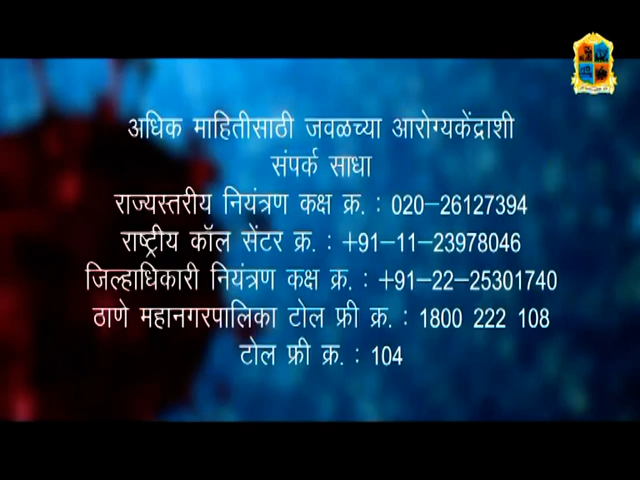 अधिक माहितीसाठी जवळच्या आरोग्यकेंद्राशी
संपर्क साधा
राज्यस्तरीय नियंत्रण कक्ष क्र. : 020-26127394
राष्ट्रीय कॉल सेंटर क्र. : +91-11-23978046
जिल्हाधिकारी नियंत्रण कक्ष क्र. : +91-22-25301740
ठाणे महानगरपालिका टोल फ्री क्र. : 1800 222 108
टोल फ्री क्र. : 104